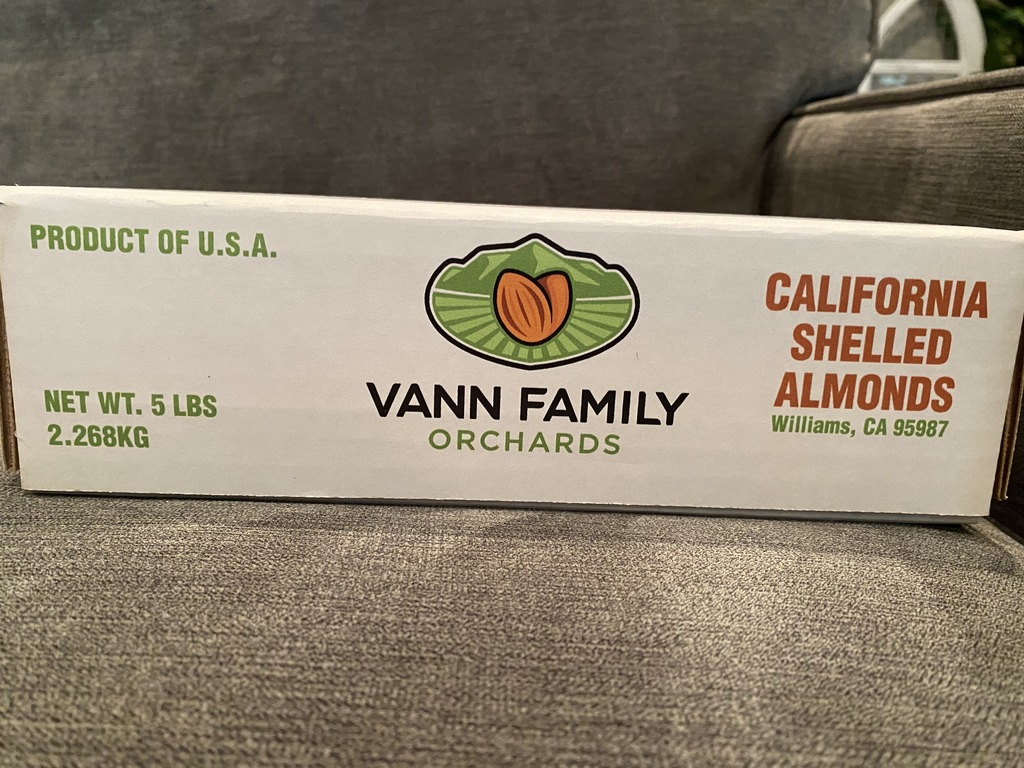 PRODUCT OF U.S.A.
NET WT. 5 LBS
2.268KG
VANN FAMILY
ORCHARDS
CALIFORNIA
SHELLED
ALMONDS
Williams, CA 95987